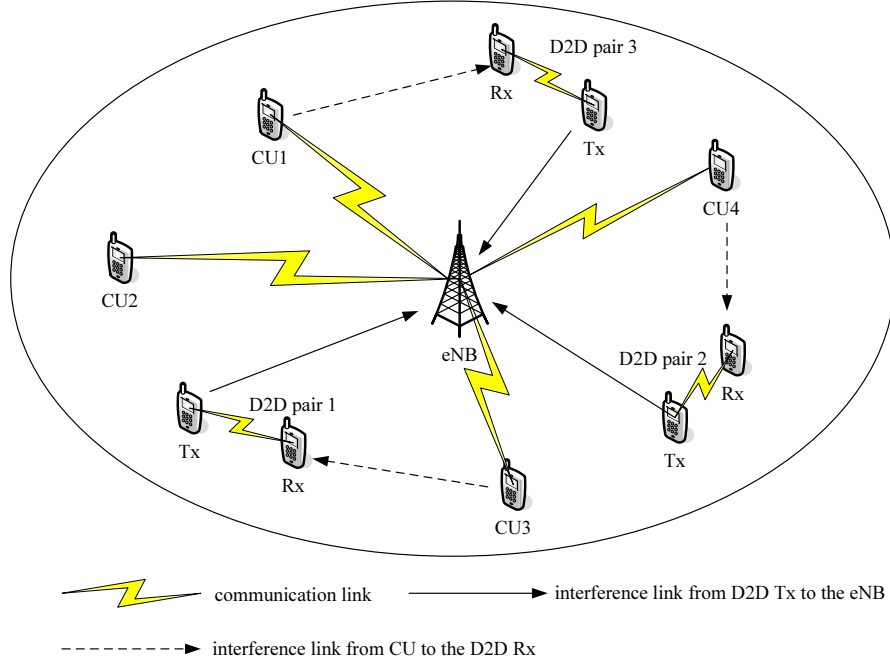 D2D pair 3
Rx
Tx
CU1
CU4
CU2
eNB
D2D pair 2
Rx
Tx
D2D pair 1
Tx
Rx
CU3
communication link
interference link from D2D Tx to the eNB
interference link from CU to the D2D Rx